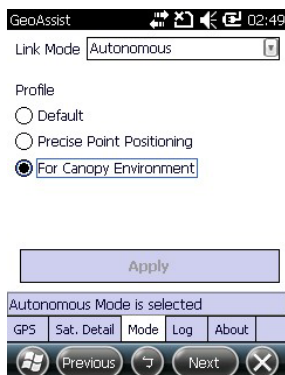 GeoAssist 02:49
Link Mode Autonomous
Profile
Default
Precise Point Positioning
For Canopy Environment
Apply
Autonomous Mode is selected
GPS Sat. Detail Mode Log About
Previous Next